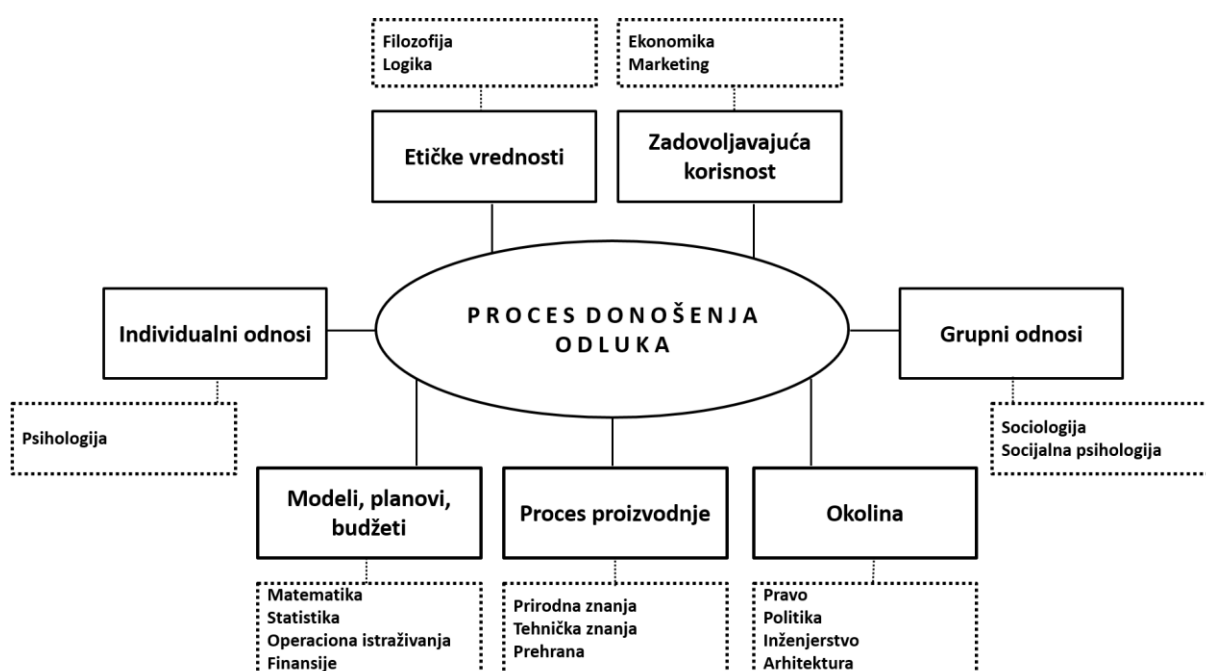 Filozofija
Logika
Ekonomika
Marketing
Etičke vrednosti
Zadovoljavajuća
korisnost
Individualni odnosi
PROCES DONOŠENJA
ODLUKA
Grupni odnosi
Psihologija
Sociologija
Socijalna psihologija
Modeli, planovi,
budžeti
Proces proizvodnje
Okolina
Matematika
Statistika
Operaciona istraživanja
Finansije
Prirodna znanja
Tehnička znanja
Prehrana
Pravo
Politika
Inženjerstvo
Arhitektura